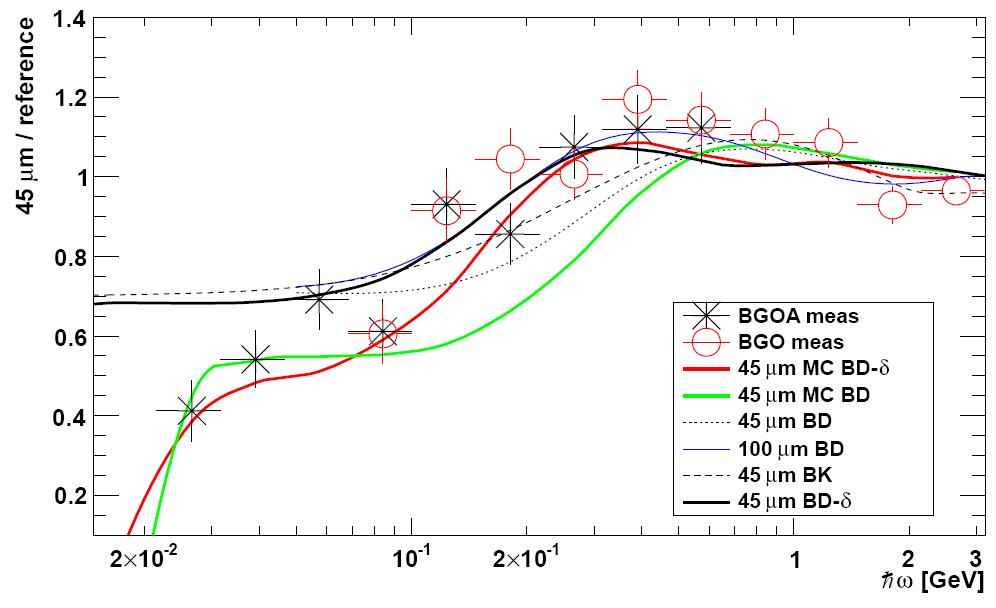 45 μm / reference
1.4
1.2
1
0.8
0.6
0.4
0.2
2×10⁻²
10⁻¹
2×10⁻¹
1
2
3
ℏω [GeV]
BGOA meas
BGO meas
45 μm MC BD-δ
45 μm MC BD
45 μm BD
100 μm BD
45 μm BK
45 μm BD-δ